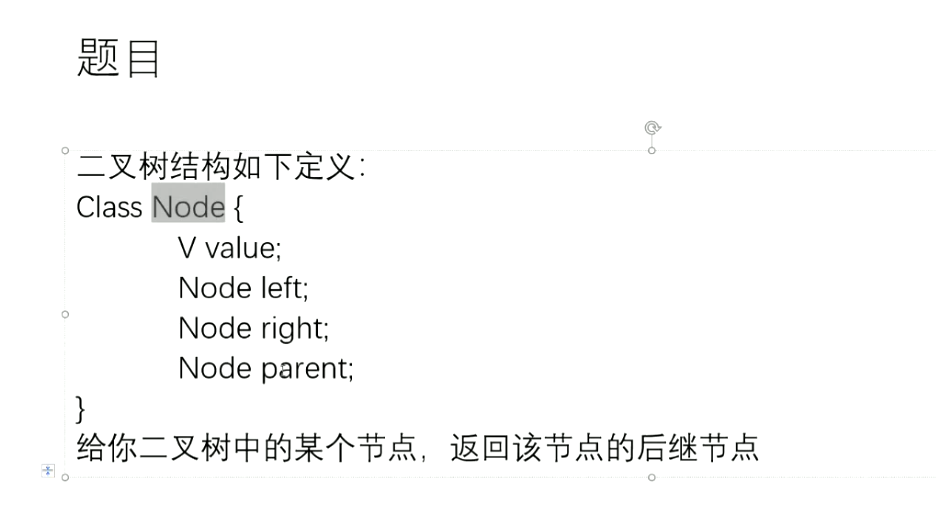 题目
二叉树结构如下定义：
Class Node {
V value;
Node left;
Node right;
Node parent;
}
给你二叉树中的某个节点，返回该节点的后继节点